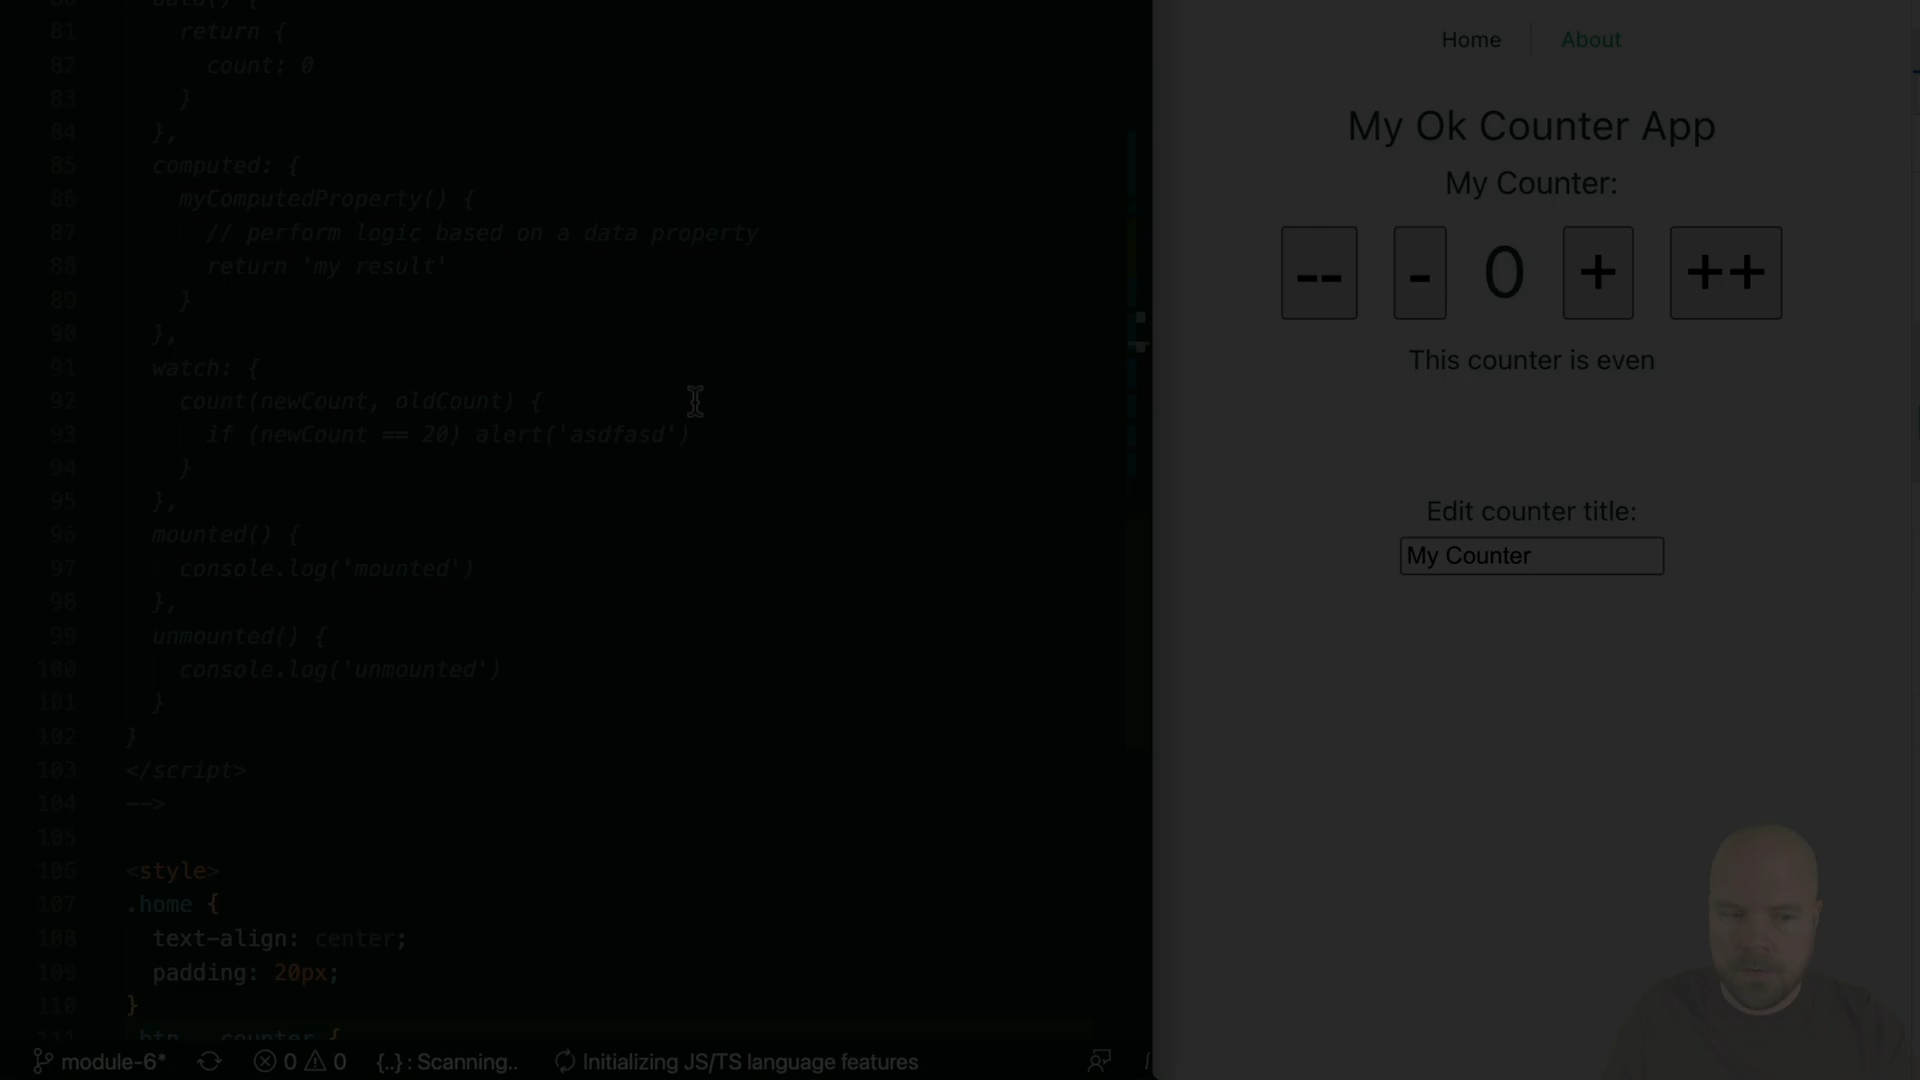 80 data() {
81 return {
82 count: 0
83 }
84 },
85 computed: {
86 myComputedProperty() {
87 // perform logic based on a data property
88 return 'my result'
89 }
90 },
91 watch: {
92 count(newCount, oldCount) {
93 if (newCount == 20) alert('asdfasd')
94 }
95 },
96 mounted() {
97 console.log('mounted')
98 },
99 unmounted() {
100 console.log('unmounted')
101 }
102 }
103 </script>
104 -->
105
106 <style>
107 .home {
108 text-align: center;
109 padding: 20px;
110 }
111 btn counter {
module-6* 0 0 {..} : Scanning.. Initializing JS/TS language features
Home About
My Ok Counter App
My Counter:
-- - 0 + ++
This counter is even
Edit counter title:
My Counter